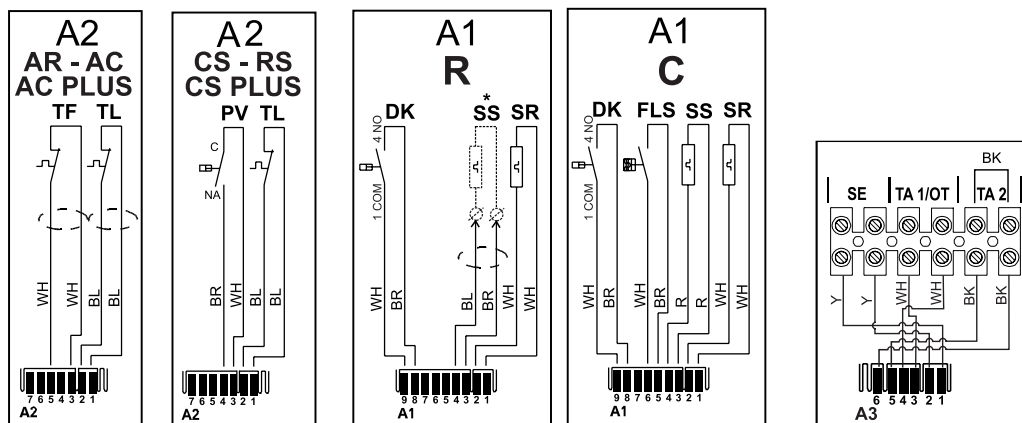 A2
AR - AC
AC PLUS
TF TL
WH WH BL BL
7 6 5 4 3 2 1
A2
A2
CS - RS
CS PLUS
PV TL
C
NA
BR WH BL BL
7 6 5 4 3 2 1
A2
A1
R
*
DK SS SR
4 NO
1 COM
WH BR BL BR WH WH
9 8 7 6 5 4 3 2 1
A1
A1
C
DK FLS SS SR
4 NO
1 COM
WH BR WH BR R R WH WH
9 8 7 6 5 4 3 2 1
A1
BK
SE TA 1/OT TA 2
Y Y WH WH BK BK
6 5 4 3 2 1
A3